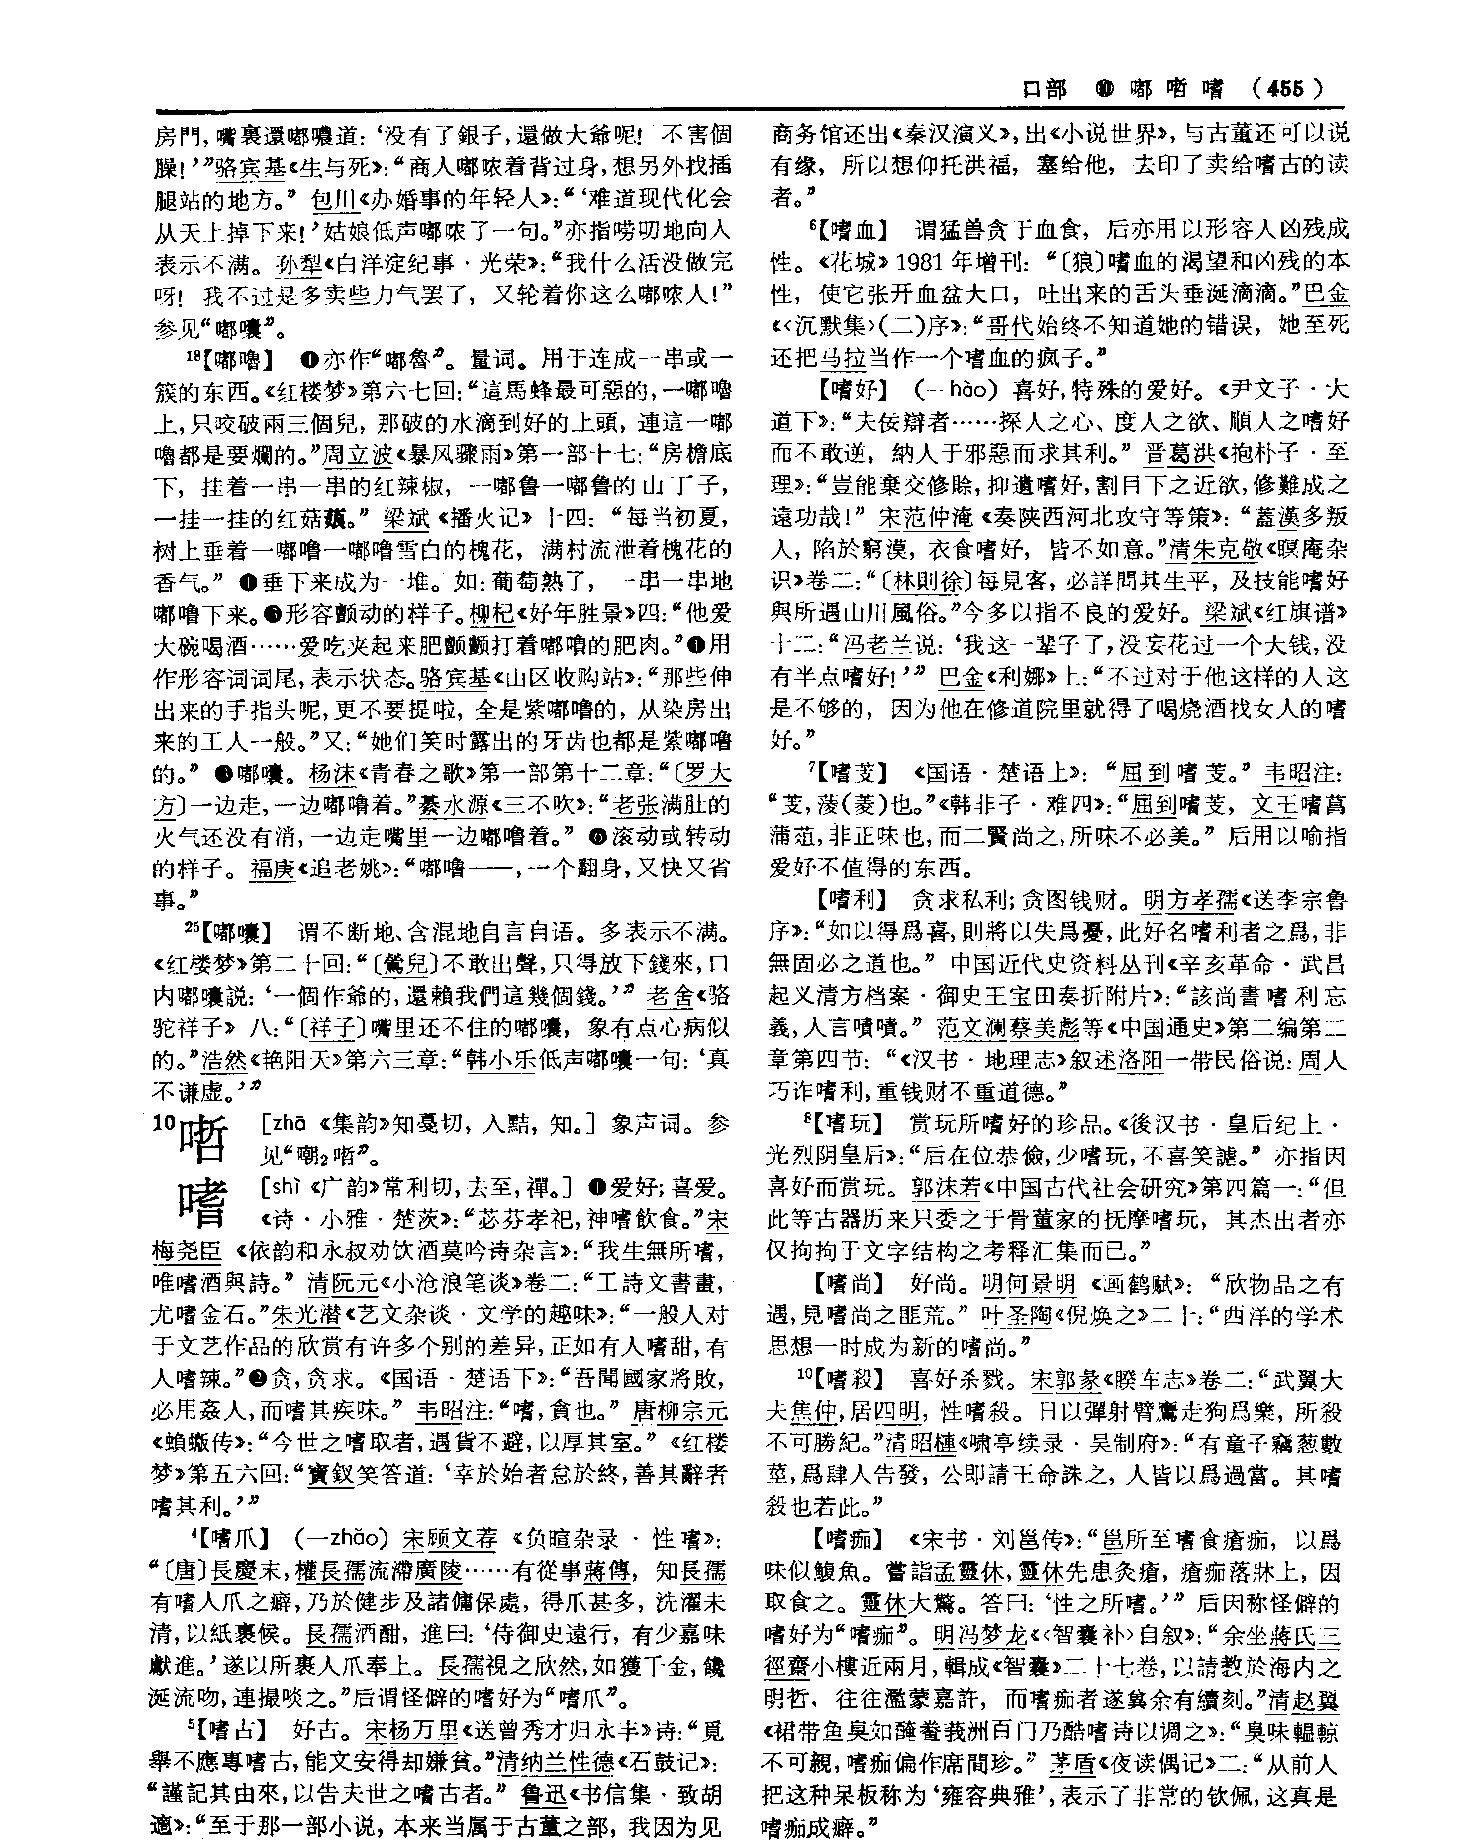 口部 ⑩ 嘟 哳 嗜 （455）
房門，嘴裏還嘟噥道：‘没有了銀子，還做大爺呢！不害個
臊！’”骆宾基《生与死》：“商人嘟哝着背过身，想另外找插
腿站的地方。”包川《办婚事的年轻人》：“‘难道现代化会
从天上掉下来！’姑娘低声嘟哝了一句。”亦指唠叨地向人
表示不满。孙犁《白洋淀纪事·光荣》：“我什么活没做完
呀！我不过是多卖些力气罢了，又轮着你这么嘟哝人！”
参见“嘟囔”。
18【嘟噜】 ❶亦作“嘟魯”。量词。用于连成一串或一
簇的东西。《红楼梦》第六七回：“這馬蜂最可惡的，一嘟嚕
上，只咬破兩三個兒，那破的水滴到好的上頭，連這一嘟
嚕都是要爛的。”周立波《暴风骤雨》第一部十七：“房檐底
下，挂着一串一串的红辣椒，一嘟鲁一嘟鲁的山丁子，
一挂一挂的红菇蔫。”梁斌《播火记》十四：“每当初夏，
树上垂着一嘟噜一嘟噜雪白的槐花，满村流泄着槐花的
香气。”❷垂下来成为一堆。如：葡萄熟了，一串一串地
嘟噜下来。❸形容颤动的样子。柳杞《好年胜景》四：“他爱
大碗喝酒……爱吃夹起来肥颤颤打着嘟噜的肥肉。”❹用
作形容词词尾，表示状态。骆宾基《山区收购站》：“那些伸
出来的手指头呢，更不要提啦，全是紫嘟噜的，从染房出
来的工人一般。”又：“她们笑时露出的牙齿也都是紫嘟噜
的。”❺嘟囔。杨沫《青春之歌》第一部第十二章：“〔罗大
方〕一边走，一边嘟噜着。”綦水源《三不吹》：“老张满肚的
火气还没有消，一边走嘴里一边嘟噜着。”❻滚动或转动
的样子。福庚《追老姚》：“嘟噜——，一个翻身，又快又省
事。”
25【嘟囔】 谓不断地、含混地自言自语。多表示不满。
《红楼梦》第二十回：“〔鶯兒〕不敢出聲，只得放下錢來，口
内嘟囔説：‘一個作爺的，還賴我們這幾個錢。’”老舍《骆
驼祥子》八：“〔祥子〕嘴里还不住的嘟囔，象有点心病似
的。”浩然《艳阳天》第六三章：“韩小乐低声嘟囔一句：‘真
不谦虚。’”
10哳 ［zhā《集韵》知戛切，入黠，知。］象声词。参
见“嘲₂哳”。
嗜 ［shì《广韵》常利切，去至，禪。］❶爱好；喜爱。
《诗·小雅·楚茨》：“苾芬孝祀，神嗜飲食。”宋
梅尧臣《依韵和永叔劝饮酒莫吟诗杂言》：“我生無所嗜，
唯嗜酒與詩。”清阮元《小沧浪笔谈》卷二：“工詩文書畫，
尤嗜金石。”朱光潜《艺文杂谈·文学的趣味》：“一般人对
于文艺作品的欣赏有许多个别的差异，正如有人嗜甜，有
人嗜辣。”❷贪，贪求。《国语·楚语下》：“吾聞國家將敗，
必用姦人，而嗜其疾味。”韦昭注：“嗜，貪也。”唐柳宗元
《蝜蝂传》：“今世之嗜取者，遇貨不避，以厚其室。”《红楼
梦》第五六回：“寶釵笑答道：‘幸於始者怠於終，善其辭者
嗜其利。’”
4【嗜爪】 （一zhǎo）宋顾文荐《负暄杂录·性嗜》：
“〔唐〕長慶末，權長孺流滯廣陵……有從事蔣傅，知長孺
有嗜人爪之癖，乃於健步及諸傭保處，得爪甚多，洗濯未
清，以紙裹候。長孺洒酣，進曰：‘侍御史遠行，有少嘉味
獻進。’遂以所裹人爪奉上。長孺視之欣然，如獲千金，饞
涎流吻，連撮啖之。”后谓怪僻的嗜好为“嗜爪”。
5【嗜古】 好古。宋杨万里《送曾秀才归永丰》诗：“覓
舉不應專嗜古，能文安得却嫌貧。”清纳兰性德《石鼓记》：
“謹記其由來，以告夫世之嗜古者。”鲁迅《书信集·致胡
適》：“至于那一部小说，本来当属于古董之部，我因为见
商务馆还出《秦汉演义》，出《小说世界》，与古董还可以说
有缘，所以想仰托洪福，塞给他，去印了卖给嗜古的读
者。”
6【嗜血】 谓猛兽贪于血食，后亦用以形容人凶残成
性。《花城》1981年增刊：“〔狼〕嗜血的渴望和凶残的本
性，使它张开血盆大口，吐出来的舌头垂涎滴滴。”巴金
《〈沉默集〉（二）序》：“哥代始终不知道她的错误，她至死
还把马拉当作一个嗜血的疯子。”
【嗜好】 （一hào）喜好，特殊的爱好。《尹文子·大
道下》：“夫佞辯者……探人之心、度人之欲、順人之嗜好
而不敢逆，納人于邪惡而求其利。”晋葛洪《抱朴子·至
理》：“豈能棄交修賒，抑遺嗜好，割目下之近欲，修難成之
遠功哉！”宋范仲淹《奏陕西河北攻守等策》：“蓋漢多叛
人，陷於窮漠，衣食嗜好，皆不如意。”清朱克敬《瞑庵杂
识》卷二：“〔林則徐〕每見客，必詳問其生平，及技能嗜好
與所遇山川風俗。”今多以指不良的爱好。梁斌《红旗谱》
十二：“冯老兰说：‘我这一辈子了，没妄花过一个大钱，没
有半点嗜好！’”巴金《利娜》上：“不过对于他这样的人这
是不够的，因为他在修道院里就得了喝烧酒找女人的嗜
好。”
7【嗜芰】 《国语·楚语上》：“屈到嗜芰。”韦昭注：
“芰，蔆（菱）也。”《韩非子·难四》：“屈到嗜芰，文王嗜菖
蒲菹，非正味也，而二賢尚之，所味不必美。”后用以喻指
爱好不值得的东西。
【嗜利】 贪求私利；贪图钱财。明方孝孺《送李宗鲁
序》：“如以得爲喜，則將以失爲憂，此好名嗜利者之爲，非
無固必之道也。”中国近代史资料丛刊《辛亥革命·武昌
起义清方档案·御史王宝田奏折附片》：“該尚書嗜利忘
義，人言嘖嘖。”范文澜蔡美彪等《中国通史》第二编第二
章第四节：“《汉书·地理志》叙述洛阳一带民俗说：周人
巧诈嗜利，重钱财不重道德。”
8【嗜玩】 赏玩所嗜好的珍品。《後汉书·皇后纪上·
光烈阴皇后》：“后在位恭儉，少嗜玩，不喜笑謔。”亦指因
喜好而赏玩。郭沫若《中国古代社会研究》第四篇一：“但
此等古器历来只委之于骨董家的抚摩嗜玩，其杰出者亦
仅拘拘于文字结构之考释汇集而已。”
【嗜尚】 好尚。明何景明《画鹤赋》：“欣物品之有
遇，見嗜尚之匪荒。”叶圣陶《倪焕之》二十：“西洋的学术
思想一时成为新的嗜尚。”
10【嗜殺】 喜好杀戮。宋郭彖《睽车志》卷二：“武翼大
夫焦仲，居四明，性嗜殺。日以彈射臂鷹走狗爲樂，所殺
不可勝紀。”清昭槤《啸亭续录·吴制府》：“有童子竊葱數
莖，爲肆人告發，公即請王命誅之，人皆以爲過當。其嗜
殺也若此。”
【嗜痂】 《宋书·刘邕传》：“邕所至嗜食瘡痂，以爲
味似鰒魚。嘗詣孟靈休，靈休先患灸瘡，瘡痂落牀上，因
取食之。靈休大驚。答曰：‘性之所嗜。’”后因称怪僻的
嗜好为“嗜痂”。明冯梦龙《〈智囊补〉自叙》：“余坐蔣氏三
徑齋小樓近兩月，輯成《智囊》二十七卷，以請教於海内之
明哲，往往濫蒙嘉許，而嗜痂者遂冀余有續刻。”清赵翼
《裙带鱼臭如醃鲞莪洲百门乃酷嗜诗以调之》：“臭味輼輬
不可親，嗜痂偏作席間珍。”茅盾《夜读偶记》二：“从前人
把这种呆板称为‘雍容典雅’，表示了非常的钦佩，这真是
嗜痂成癖。”